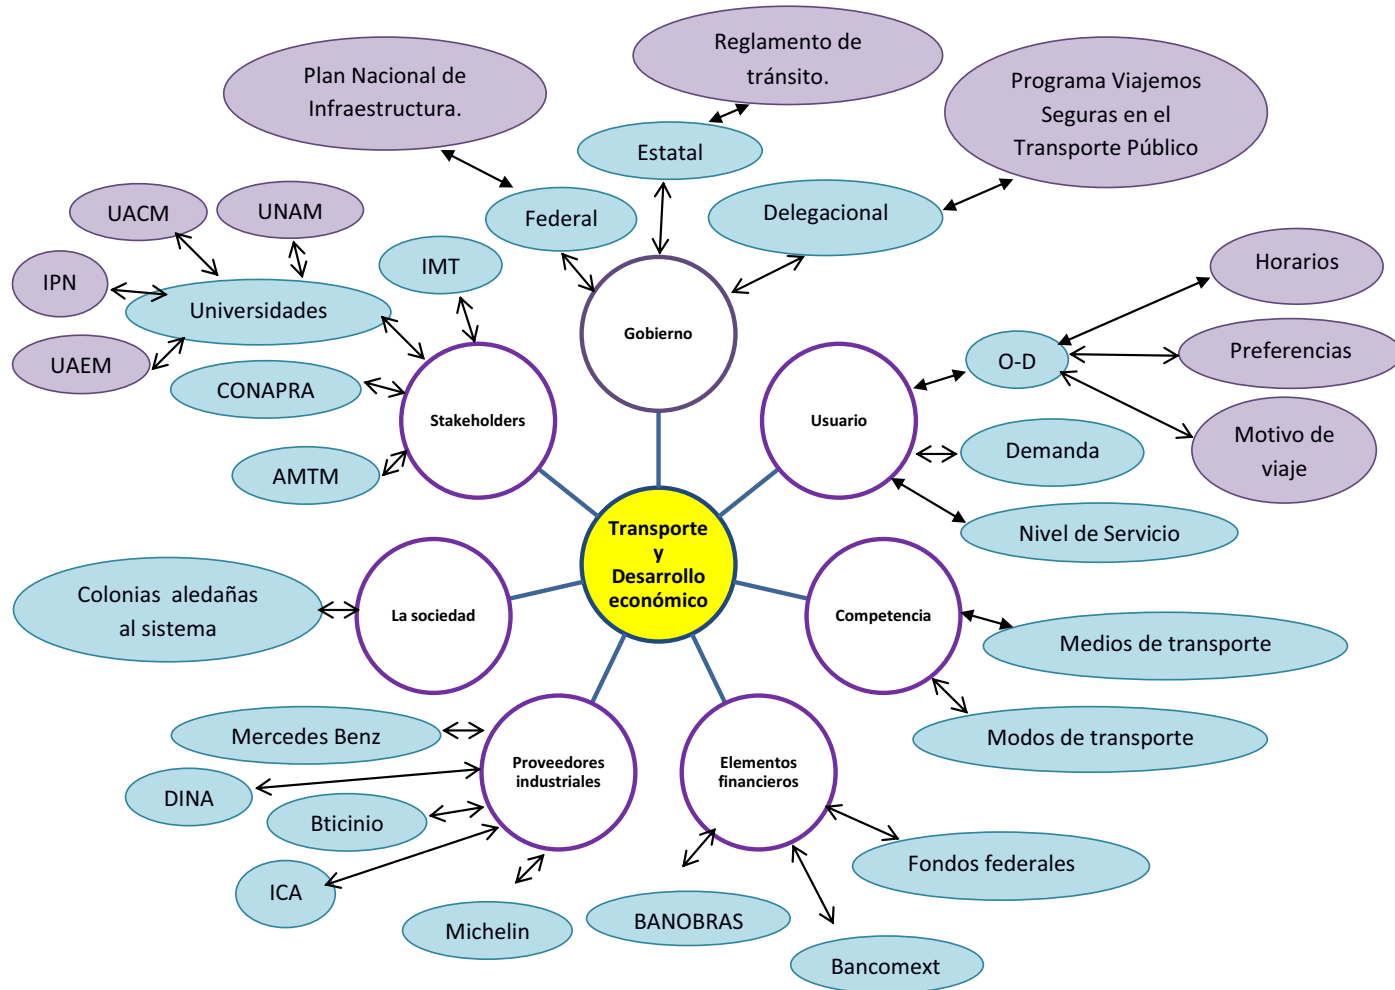 Reglamento de
tránsito.
Plan Nacional de
Infraestructura.
Programa Viajemos
Seguras en el
Transporte Público
Estatal
Federal
Delegacional
UACM
UNAM
IMT
IPN
Universidades
UAEM
CONAPRA
AMTM
Stakeholders
Gobierno
Usuario
O-D
Horarios
Preferencias
Motivo de
viaje
Demanda
Nivel de Servicio
Transporte
y
Desarrollo
económico
Colonias  aledañas
al sistema
La sociedad
Competencia
Medios de transporte
Modos de transporte
Mercedes Benz
DINA
Bticinio
ICA
Michelin
Proveedores
industriales
Elementos
financieros
BANOBRAS
Fondos federales
Bancomext